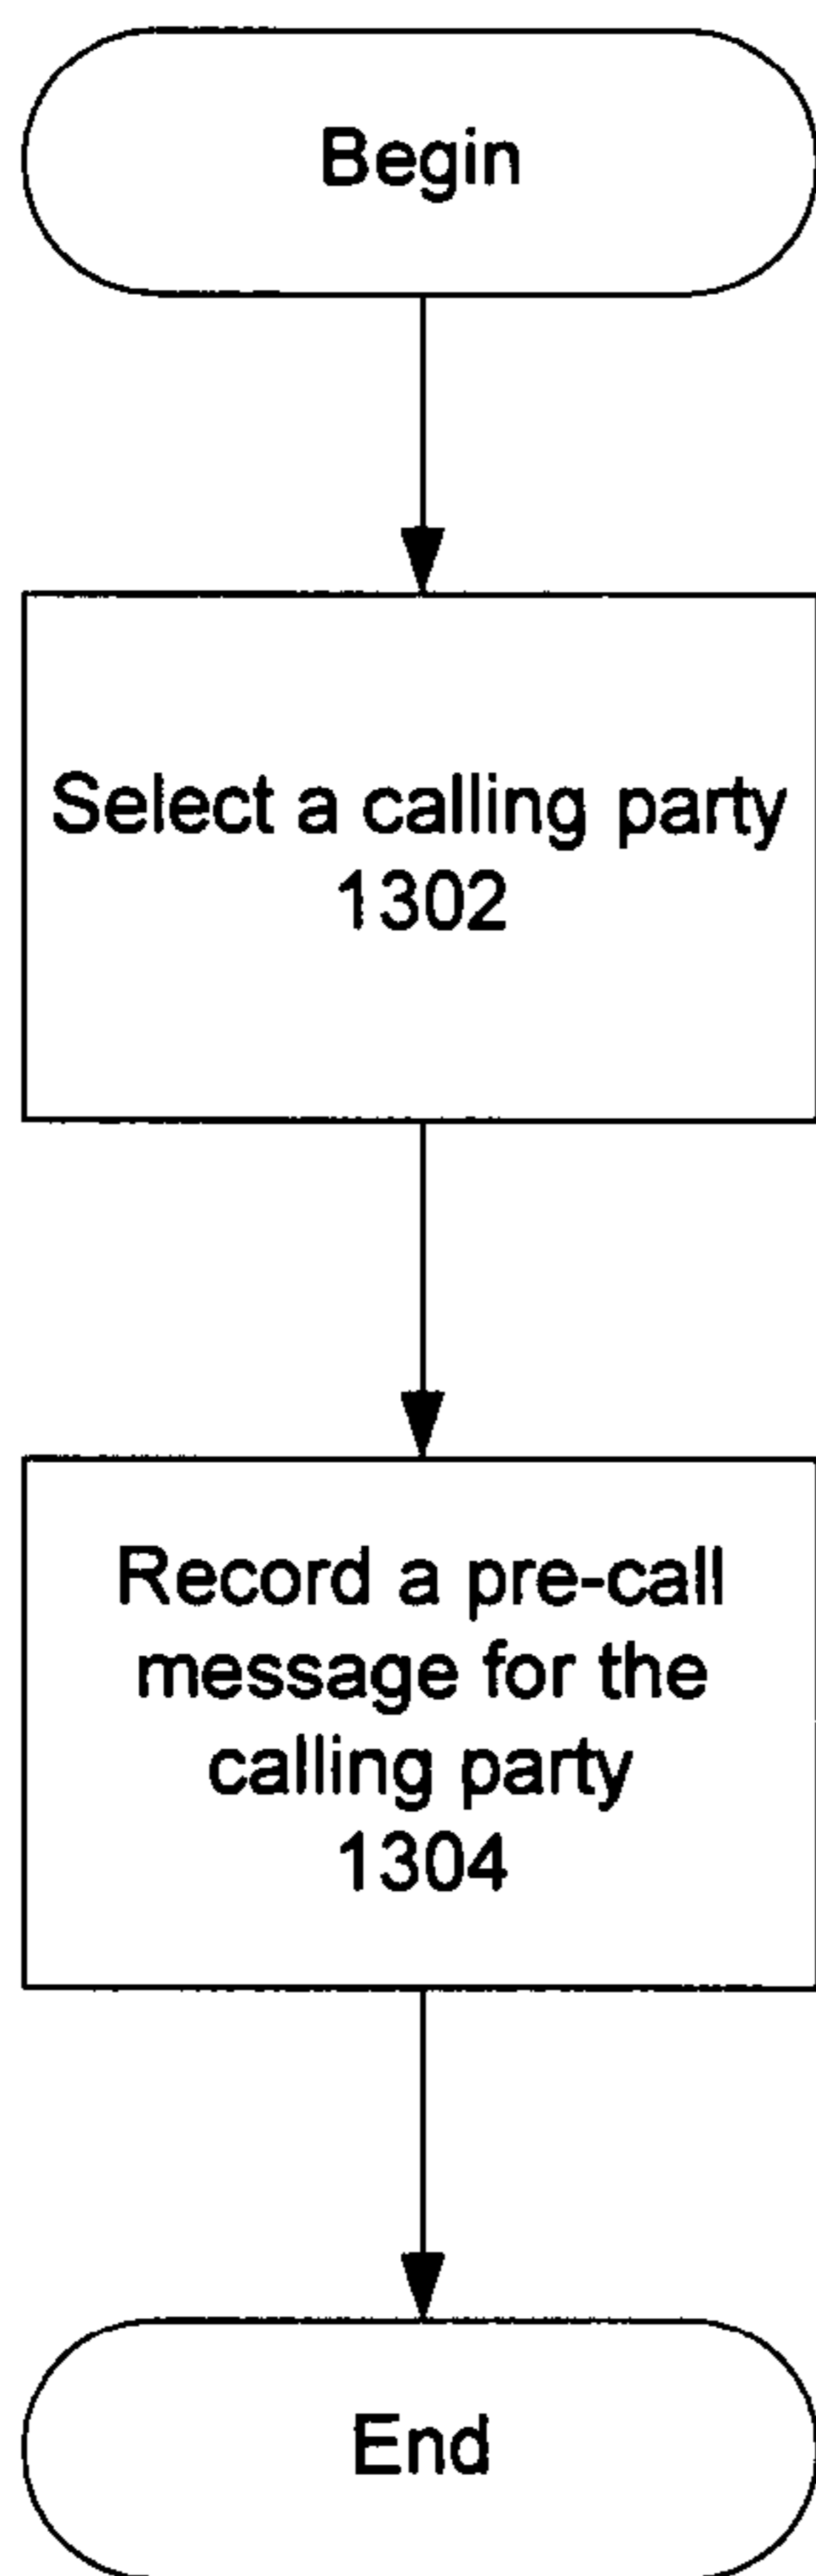 Begin
Select a calling party
1302
Record a pre-call
message for the
calling party
1304
End